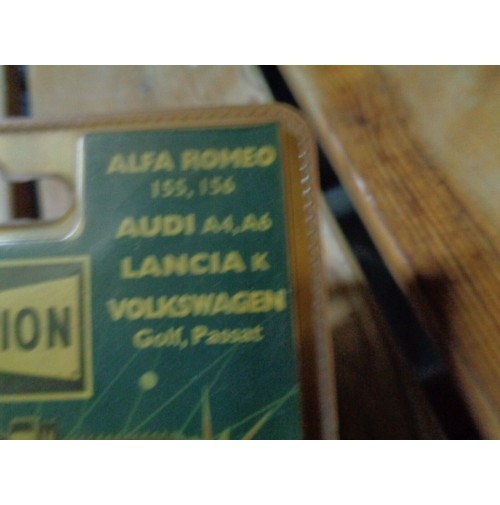 ALFA ROMEO
155, 156
AUDI A4, A6
LANCIA K
VOLKSWAGEN
Golf, Passat
ION